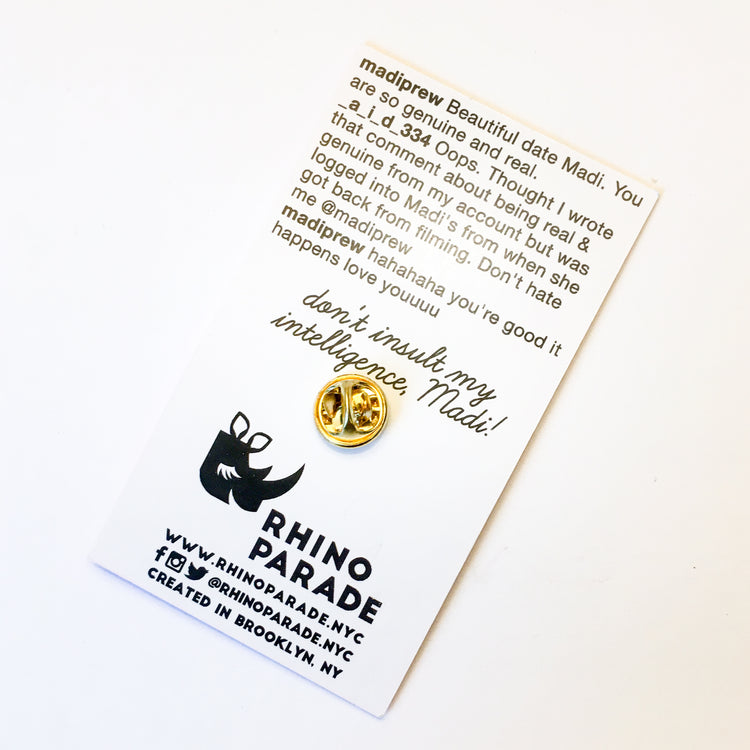 madiprew Beautiful date Madi. You
are so genuine and real.
_a_i_d_334 Oops. Thought I wrote
that comment about being real &
genuine from my account but was
logged into Madi's from when she
got back from filming. Don't hate
me @madiprew
madiprew hahahaha you're good it
happens love youuuu
don't insult my
intelligence, Madi!
RHINO
PARADE
WWW.RHINOPARADE.NYC
@RHINOPARADE.NYC
CREATED IN BROOKLYN, NY